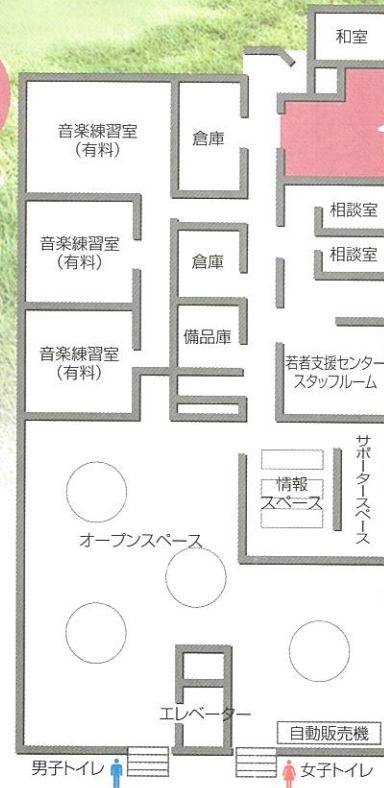 和室
音楽練習室
（有料）
倉庫
相談室
音楽練習室
（有料）
倉庫
相談室
備品庫
音楽練習室
（有料）
若者支援センター
スタッフルーム
サポータースペース
情報
スペース
オープンスペース
エレベーター
自動販売機
男子トイレ
女子トイレ